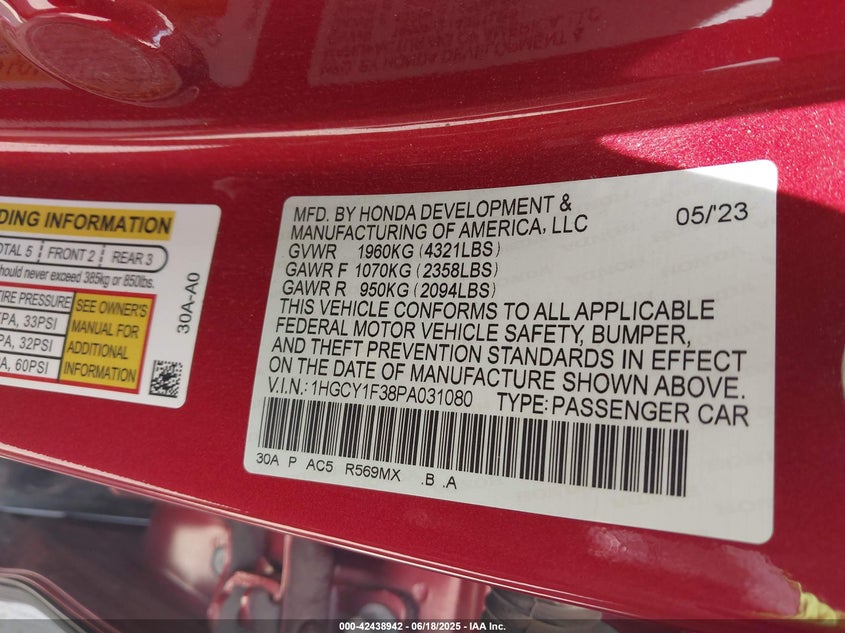 DING INFORMATION
OTAL 5 FRONT 2 REAR 3
hould never exceed 385kg or 850lbs.
IRE PRESSURE
PA, 33PSI
PA, 32PSI
PA, 60PSI
SEE OWNER'S
MANUAL FOR
ADDITIONAL
INFORMATION
30A-A0
MFD. BY HONDA DEVELOPMENT &
MANUFACTURING OF AMERICA, LLC
05/'23
GVWR 1960KG (4321LBS)
GAWR F 1070KG (2358LBS)
GAWR R 950KG (2094LBS)
THIS VEHICLE CONFORMS TO ALL APPLICABLE
FEDERAL MOTOR VEHICLE SAFETY, BUMPER,
AND THEFT PREVENTION STANDARDS IN EFFECT
ON THE DATE OF MANUFACTURE SHOWN ABOVE.
V.I.N.: 1HGCY1F38PA031080 TYPE: PASSENGER CAR
30A P AC5 R569MX .B .A
000-42438942 - 06/18/2025 - IAA Inc.